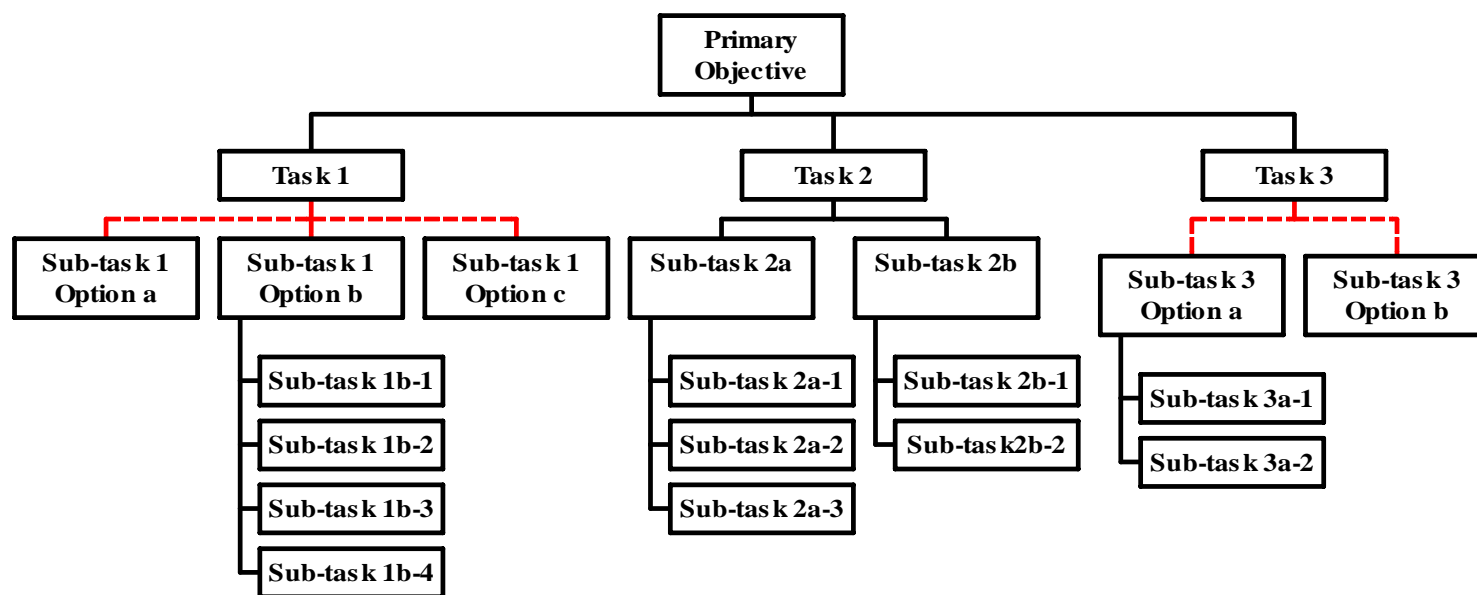 Primary
Objective
Task 1
Task 2
Task 3
Sub-task 1
Option a
Sub-task 1
Option b
Sub-task 1
Option c
Sub-task 2a
Sub-task 2b
Sub-task 3
Option a
Sub-task 3
Option b
Sub-task 1b-1
Sub-task 1b-2
Sub-task 1b-3
Sub-task 1b-4
Sub-task 2a-1
Sub-task 2a-2
Sub-task 2a-3
Sub-task 2b-1
Sub-task2b-2
Sub-task 3a-1
Sub-task 3a-2